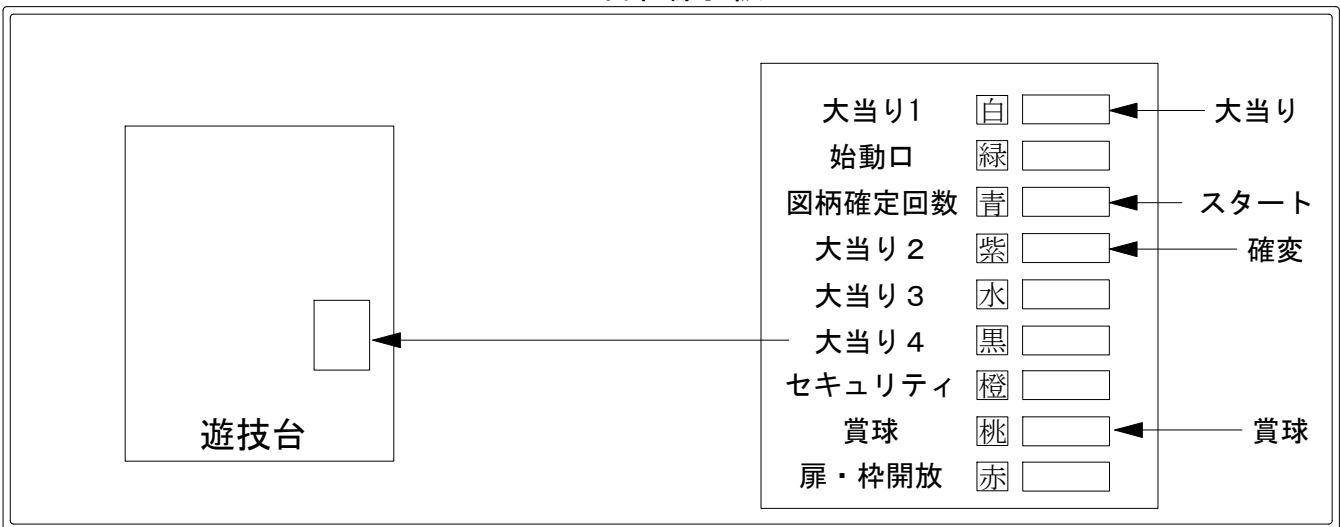 大当り1 白 大当り
始動口 緑
図柄確定回数 青 スタート
大当り2 紫 確変
大当り3 水
大当り4 黒
セキュリティ 橙
賞球 桃 賞球
扉・枠開放 赤
遊技台